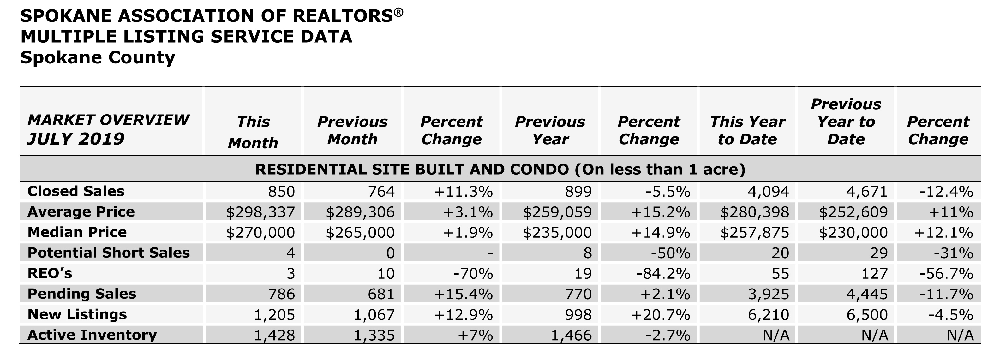 SPOKANE ASSOCIATION OF REALTORS®
MULTIPLE LISTING SERVICE DATA
Spokane County
MARKET OVERVIEW JULY 2019 This Month Previous Month Percent Change Previous Year Percent Change This Year to Date Previous Year to Date Percent Change
RESIDENTIAL SITE BUILT AND CONDO (On less than 1 acre)
Closed Sales 850 764 +11.3% 899 -5.5% 4,094 4,671 -12.4%
Average Price $298,337 $289,306 +3.1% $259,059 +15.2% $280,398 $252,609 +11%
Median Price $270,000 $265,000 +1.9% $235,000 +14.9% $257,875 $230,000 +12.1%
Potential Short Sales 4 0 - 8 -50% 20 29 -31%
REO’s 3 10 -70% 19 -84.2% 55 127 -56.7%
Pending Sales 786 681 +15.4% 770 +2.1% 3,925 4,445 -11.7%
New Listings 1,205 1,067 +12.9% 998 +20.7% 6,210 6,500 -4.5%
Active Inventory 1,428 1,335 +7% 1,466 -2.7% N/A N/A N/A